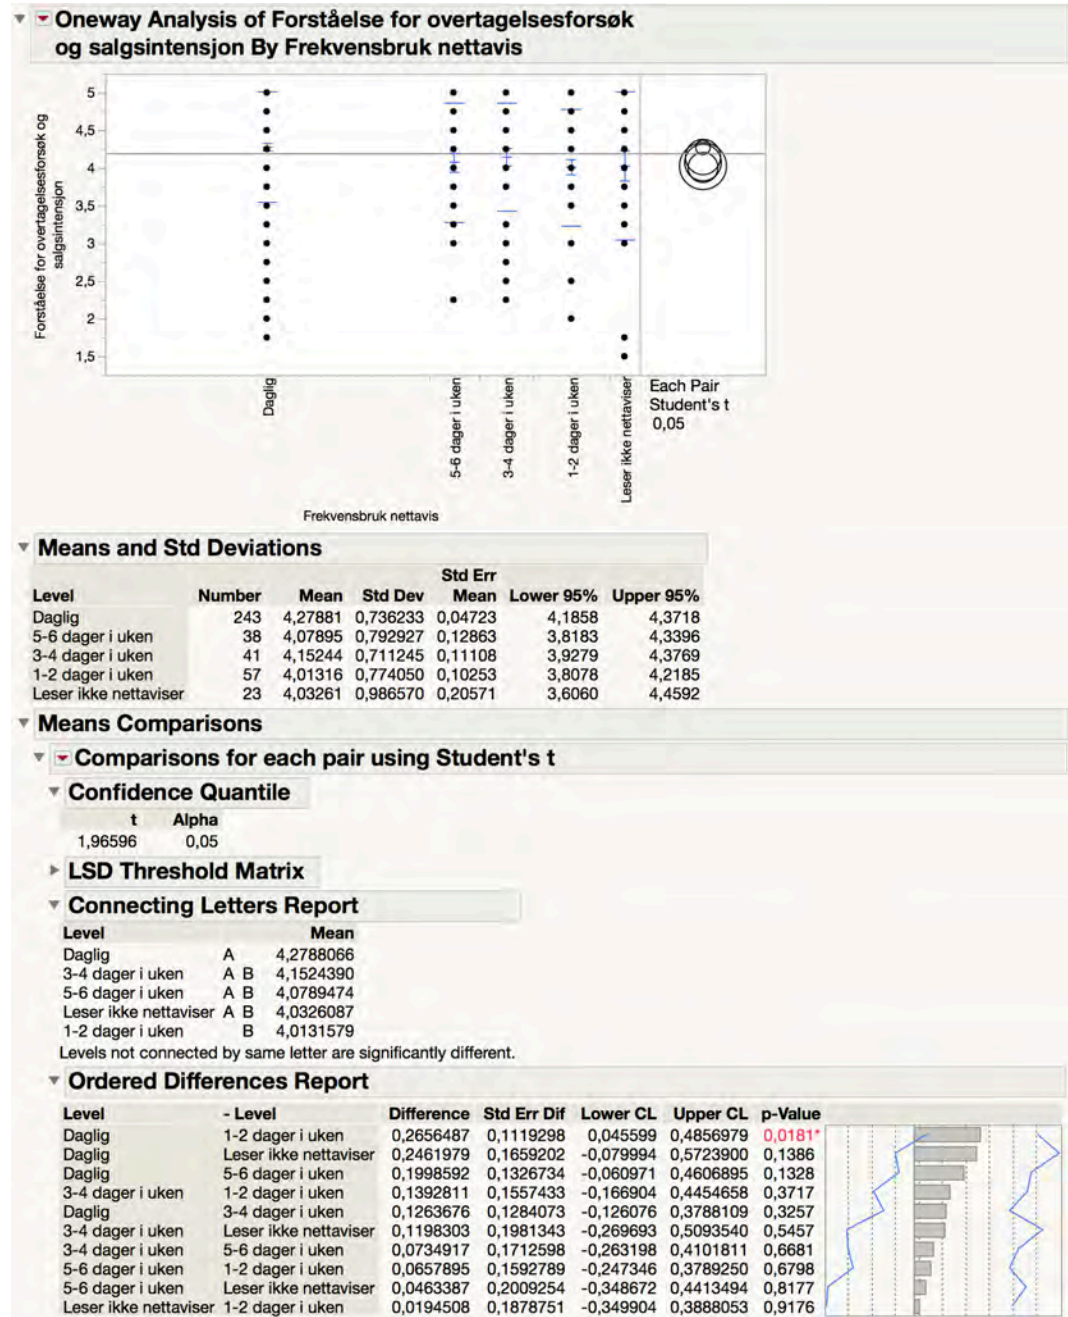 Oneway Analysis of Forståelse for overtagelsesforsøk
og salgsintensjon By Frekvensbruk nettavis
Forståelse for overtagelsesforsøk og
salgsintensjon
5
4,5
4
3,5
3
2,5
2
1,5
Daglig
5-6 dager i uken
3-4 dager i uken
1-2 dager i uken
Leser ikke nettaviser
Each Pair
Student's t
0,05
Frekvensbruk nettavis
Means and Std Deviations
Std Err
Level Number Mean Std Dev Mean Lower 95% Upper 95%
Daglig 243 4,27881 0,736233 0,04723 4,1858 4,3718
5-6 dager i uken 38 4,07895 0,792927 0,12863 3,8183 4,3396
3-4 dager i uken 41 4,15244 0,711245 0,11108 3,9279 4,3769
1-2 dager i uken 57 4,01316 0,774050 0,10253 3,8078 4,2185
Leser ikke nettaviser 23 4,03261 0,986570 0,20571 3,6060 4,4592
Means Comparisons
Comparisons for each pair using Student's t
Confidence Quantile
t Alpha
1,96596 0,05
LSD Threshold Matrix
Connecting Letters Report
Level Mean
Daglig A 4,2788066
3-4 dager i uken A B 4,1524390
5-6 dager i uken A B 4,0789474
Leser ikke nettaviser A B 4,0326087
1-2 dager i uken B 4,0131579
Levels not connected by same letter are significantly different.
Ordered Differences Report
Level - Level Difference Std Err Dif Lower CL Upper CL p-Value
Daglig 1-2 dager i uken 0,2656487 0,1119298 0,045599 0,4856979 0,0181*
Daglig Leser ikke nettaviser 0,2461979 0,1659202 -0,079994 0,5723900 0,1386
Daglig 5-6 dager i uken 0,1998592 0,1326734 -0,060971 0,4606895 0,1328
3-4 dager i uken 1-2 dager i uken 0,1392811 0,1557433 -0,166904 0,4454658 0,3717
Daglig 3-4 dager i uken 0,1263676 0,1284073 -0,126076 0,3788109 0,3257
3-4 dager i uken Leser ikke nettaviser 0,1198303 0,1981343 -0,269693 0,5093540 0,5457
3-4 dager i uken 5-6 dager i uken 0,0734917 0,1712598 -0,263198 0,4101811 0,6681
5-6 dager i uken 1-2 dager i uken 0,0657895 0,1592789 -0,247346 0,3789250 0,6798
5-6 dager i uken Leser ikke nettaviser 0,0463387 0,2009254 -0,348672 0,4413494 0,8177
Leser ikke nettaviser 1-2 dager i uken 0,0194508 0,1878751 -0,349904 0,3888053 0,9176